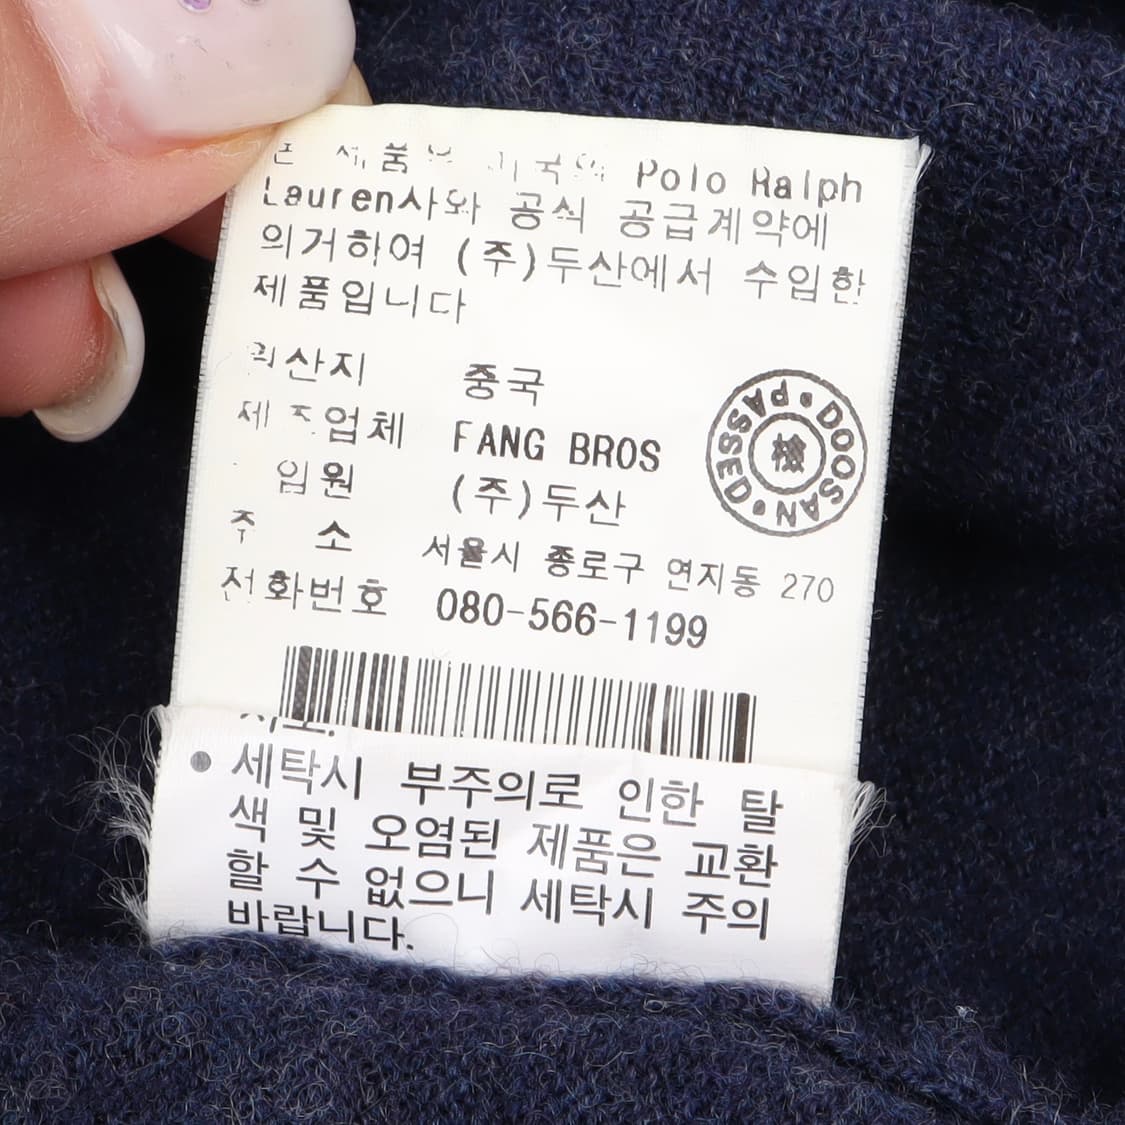 제품 Polo Ralph
Lauren사와 공식 공급계약에
의거하여 (주)두산에서 수입한
제품입니다
중국
업체 FANG BROS
(주)두산
주 소 서울시 종로구 연지동 270
전화번호 080-566-1199
DOOSAN • PASSED •
檢
• 세탁시 부주의로 인한 탈
색 및 오염된 제품은 교환
할 수 없으니 세탁시 주의
바랍니다.